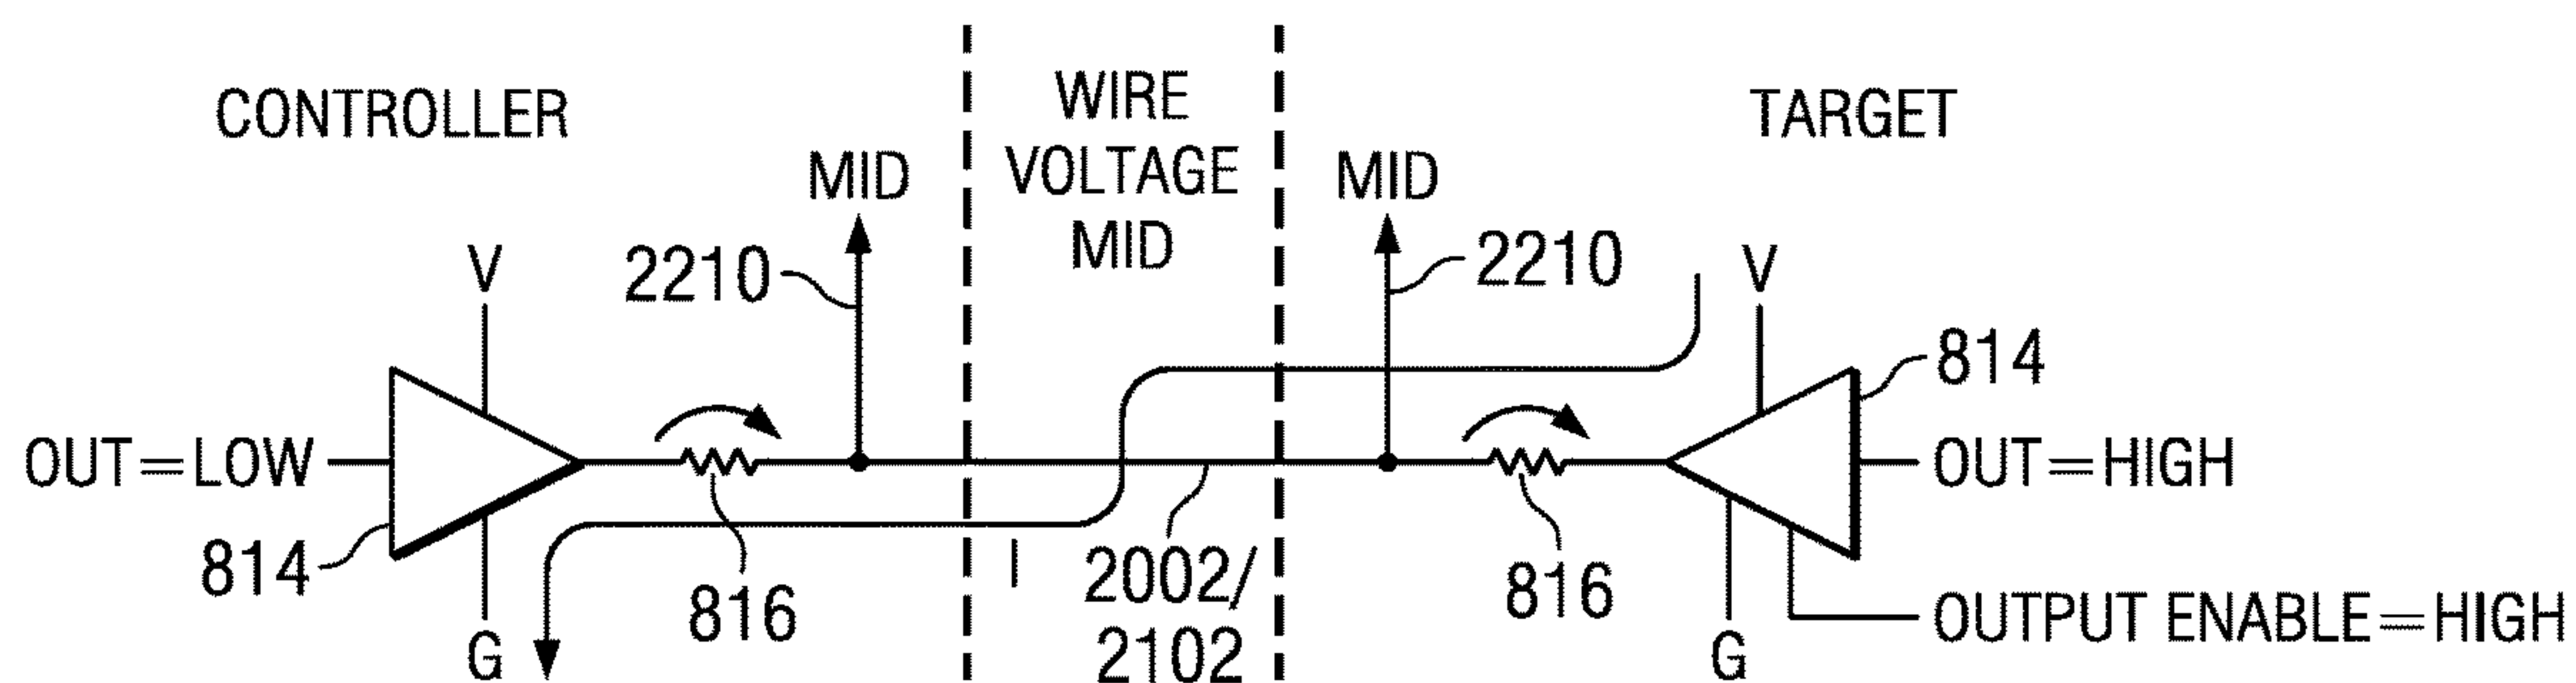 CONTROLLER
WIRE
VOLTAGE
MID
TARGET
MID
MID
V
2210
2210
V
814
OUT=LOW
OUT=HIGH
814
816
I
2002/
2102
816
OUTPUT ENABLE=HIGH
G
G